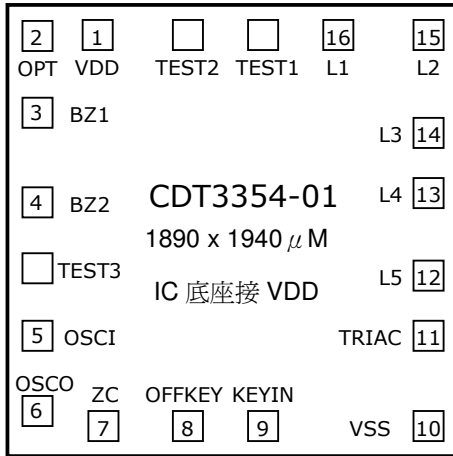 2 1 16 15
OPT VDD TEST2 TEST1 L1 L2
3 BZ1
L3 14
4 BZ2 CDT3354-01 L4 13
1890 x 1940 μ M
TEST3 L5 12
IC 底座接 VDD
5 OSCI TRIAC 11
OSCO ZC OFFKEY KEYIN
6 7 8 9 VSS 10